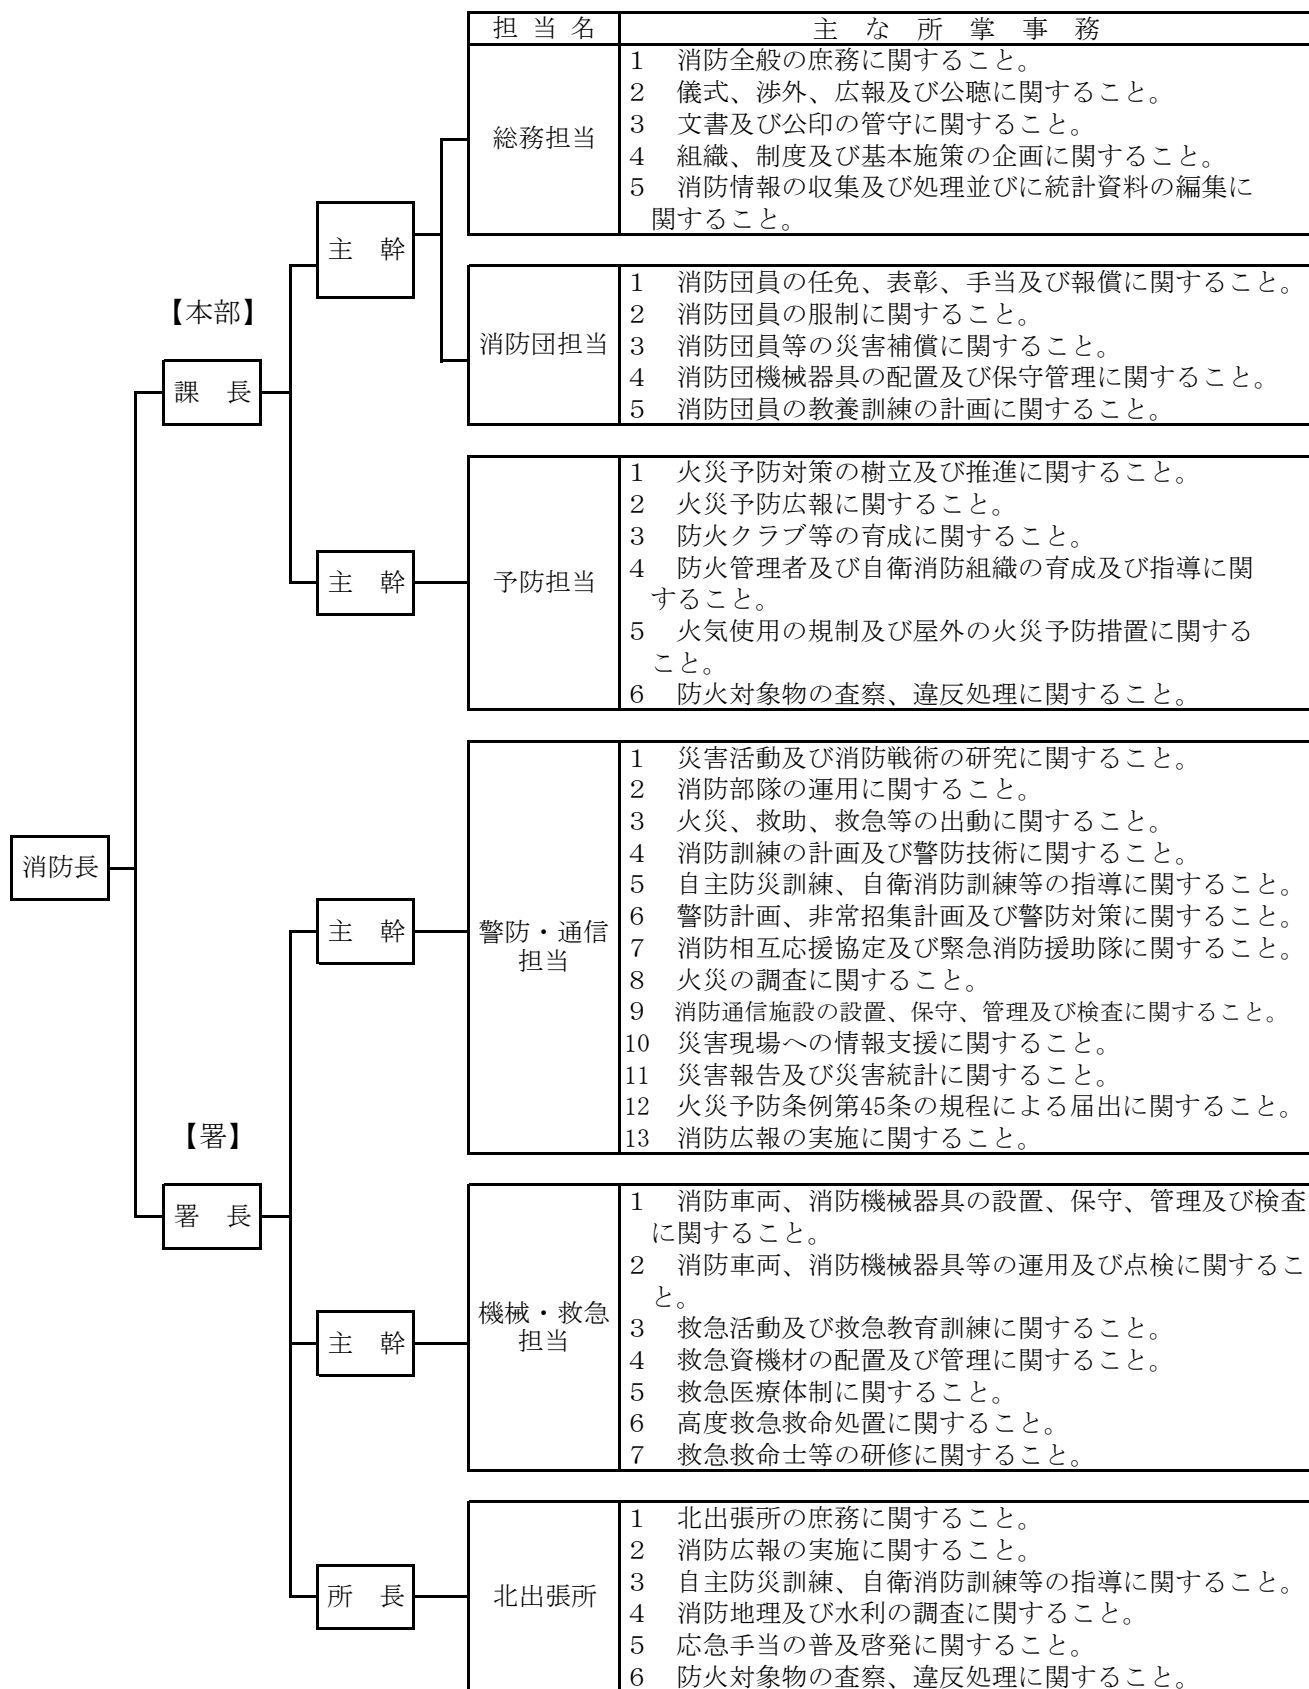 担当名 主な所掌事務
総務担当
1 消防全般の庶務に関すること。
2 儀式、渉外、広報及び公聴に関すること。
3 文書及び公印の管守に関すること。
4 組織、制度及び基本施策の企画に関すること。
5 消防情報の収集及び処理並びに統計資料の編集に
関すること。
主幹
消防団担当
1 消防団員の任免、表彰、手当及び報償に関すること。
2 消防団員の服制に関すること。
3 消防団員等の災害補償に関すること。
4 消防団機械器具の配置及び保守管理に関すること。
5 消防団員の教養訓練の計画に関すること。
【本部】
課長
主幹
予防担当
1 火災予防対策の樹立及び推進に関すること。
2 火災予防広報に関すること。
3 防火クラブ等の育成に関すること。
4 防火管理者及び自衛消防組織の育成及び指導に関
すること。
5 火気使用の規制及び屋外の火災予防措置に関する
こと。
6 防火対象物の査察、違反処理に関すること。
消防長
主幹
警防・通信
担当
1 災害活動及び消防戦術の研究に関すること。
2 消防部隊の運用に関すること。
3 火災、救助、救急等の出動に関すること。
4 消防訓練の計画及び警防技術に関すること。
5 自主防災訓練、自衛消防訓練等の指導に関すること。
6 警防計画、非常招集計画及び警防対策に関すること。
7 消防相互応援協定及び緊急消防援助隊に関すること。
8 火災の調査に関すること。
9 消防通信施設の設置、保守、管理及び検査に関すること。
10 災害現場への情報支援に関すること。
11 災害報告及び災害統計に関すること。
12 火災予防条例第45条の規程による届出に関すること。
13 消防広報の実施に関すること。
【署】
署長
主幹
機械・救急
担当
1 消防車両、消防機械器具の設置、保守、管理及び検査
に関すること。
2 消防車両、消防機械器具等の運用及び点検に関するこ
と。
3 救急活動及び救急教育訓練に関すること。
4 救急資機材の配置及び管理に関すること。
5 救急医療体制に関すること。
6 高度救急救命処置に関すること。
7 救急救命士等の研修に関すること。
所長
北出張所
1 北出張所の庶務に関すること。
2 消防広報の実施に関すること。
3 自主防災訓練、自衛消防訓練等の指導に関すること。
4 消防地理及び水利の調査に関すること。
5 応急手当の普及啓発に関すること。
6 防火対象物の査察、違反処理に関すること。